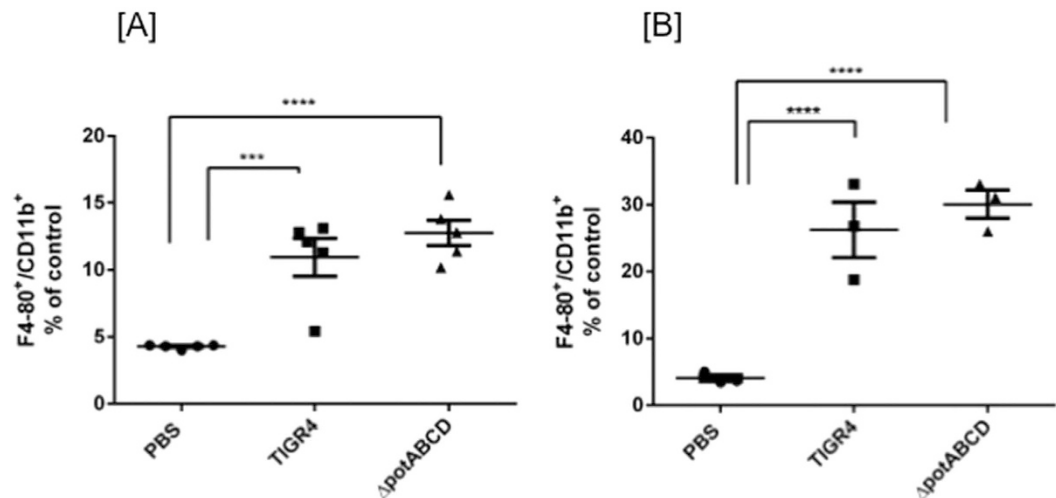 [A]
****
***
20
15
10
5
0
F4-80⁺/CD11b⁺
% of control
PBS
TIGR4
ΔpotABCD
[B]
****
****
40
30
20
10
0
F4-80⁺/CD11b⁺
% of control
PBS
TIGR4
ΔpotABCD